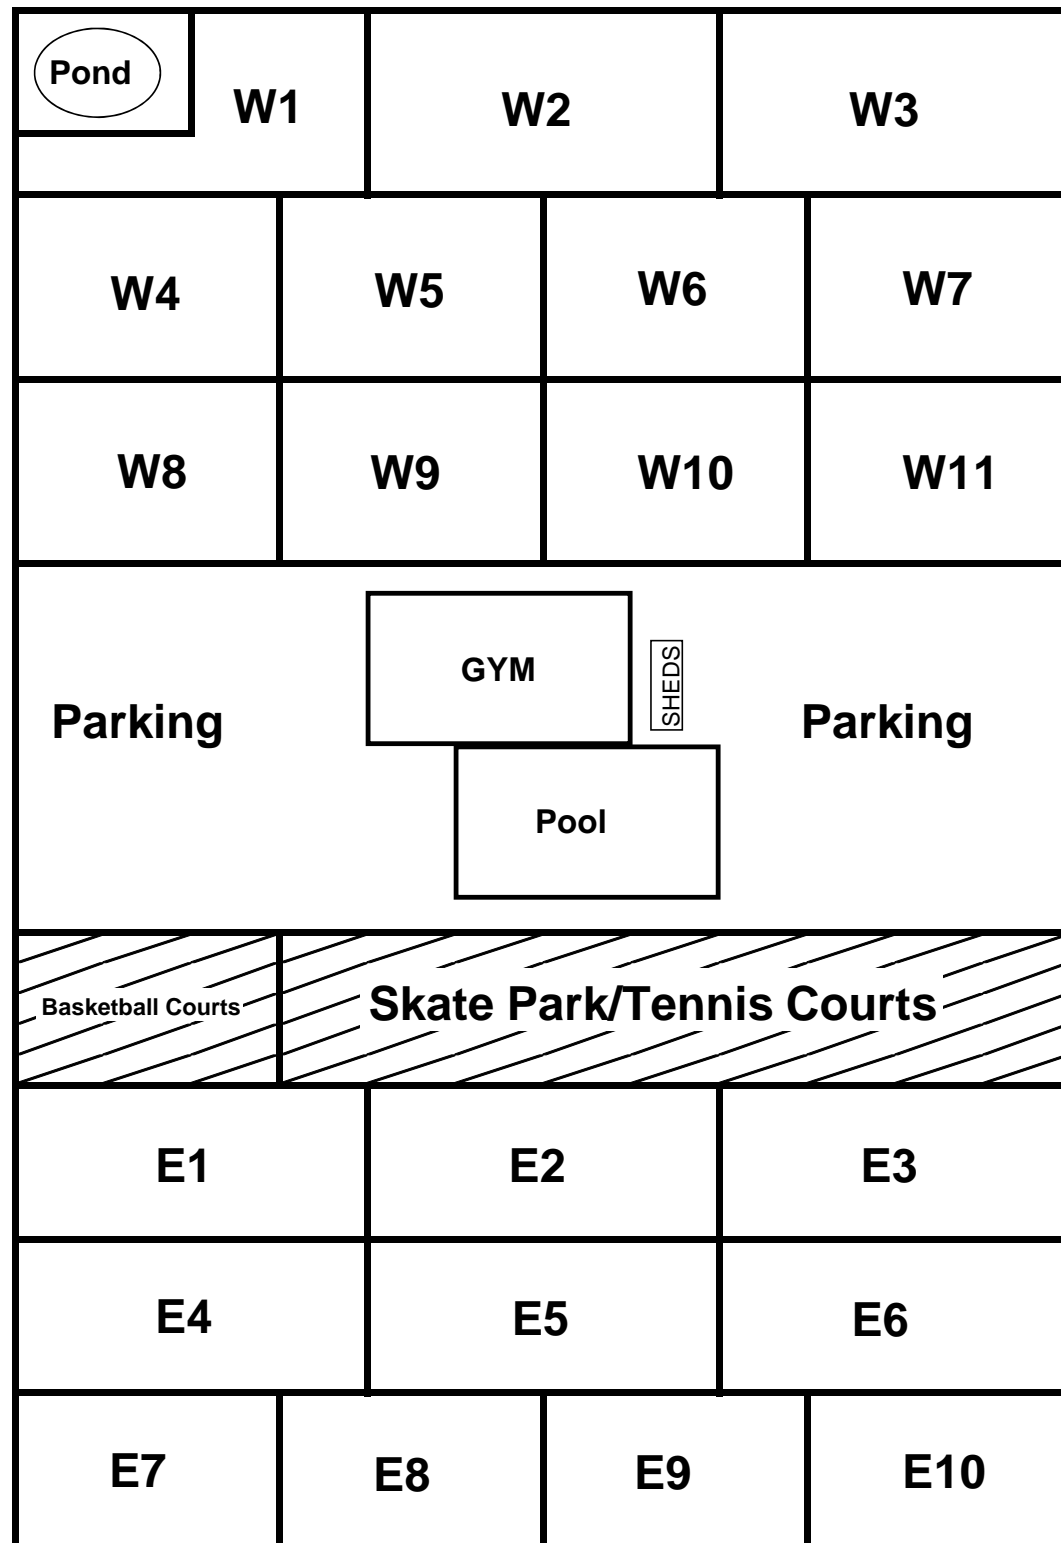 Pond
W1
W2
W3
W4
W5
W6
W7
W8
W9
W10
W11
GYM
SHEDS
Parking
Parking
Pool
Basketball Courts
Skate Park/Tennis Courts
E1
E2
E3
E4
E5
E6
E7
E8
E9
E10